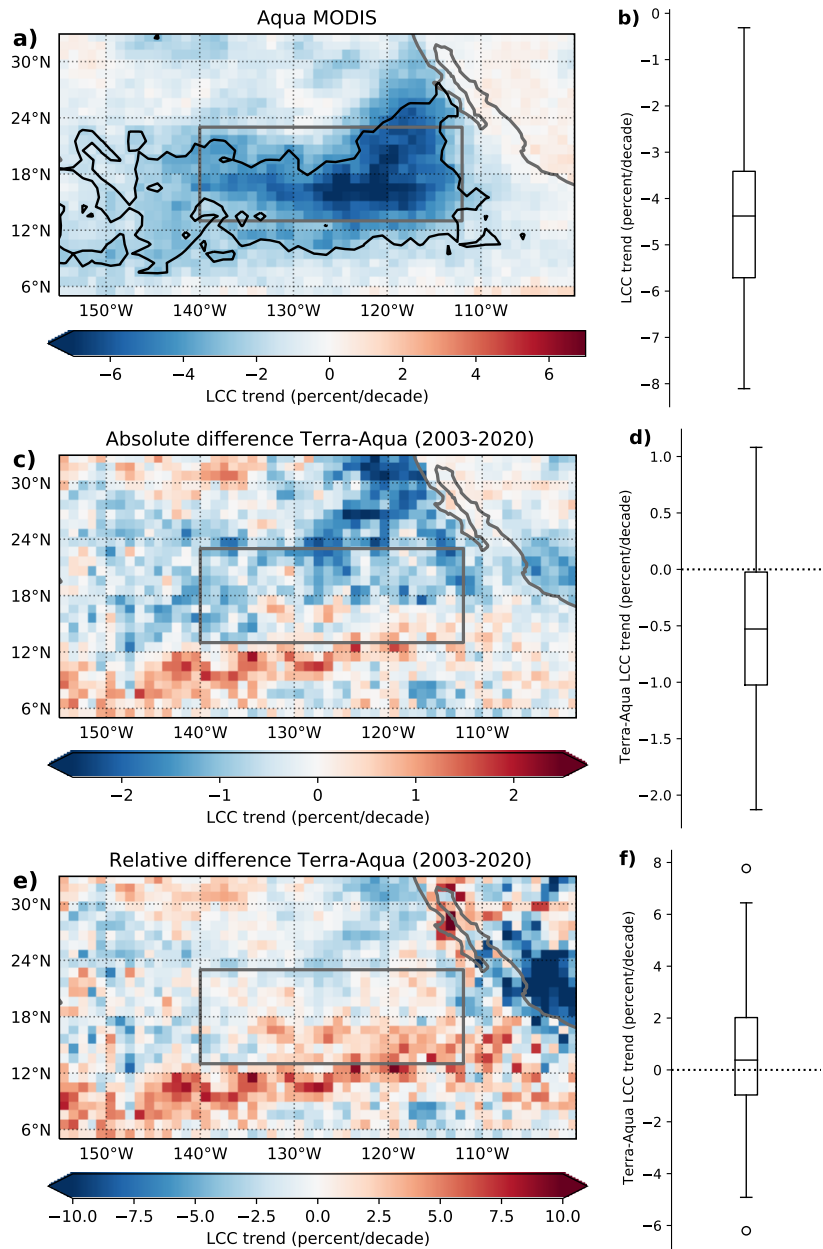 Aqua MODIS
a)
30°N
24°N
18°N
12°N
6°N
150°W 140°W 130°W 120°W 110°W
−6 −4 −2 0 2 4 6
LCC trend (percent/decade)
b)
0
−1
−2
−3
−4
−5
−6
−7
−8
LCC trend (percent/decade)
Absolute difference Terra-Aqua (2003-2020)
c)
30°N
24°N
18°N
12°N
6°N
150°W 140°W 130°W 120°W 110°W
−2 −1 0 1 2
LCC trend (percent/decade)
d)
1.0
0.5
0.0
−0.5
−1.0
−1.5
−2.0
Terra-Aqua LCC trend (percent/decade)
Relative difference Terra-Aqua (2003-2020)
e)
30°N
24°N
18°N
12°N
6°N
150°W 140°W 130°W 120°W 110°W
−10.0 −7.5 −5.0 −2.5 0.0 2.5 5.0 7.5 10.0
LCC trend (percent/decade)
f)
8
6
4
2
0
−2
−4
−6
Terra-Aqua LCC trend (percent/decade)